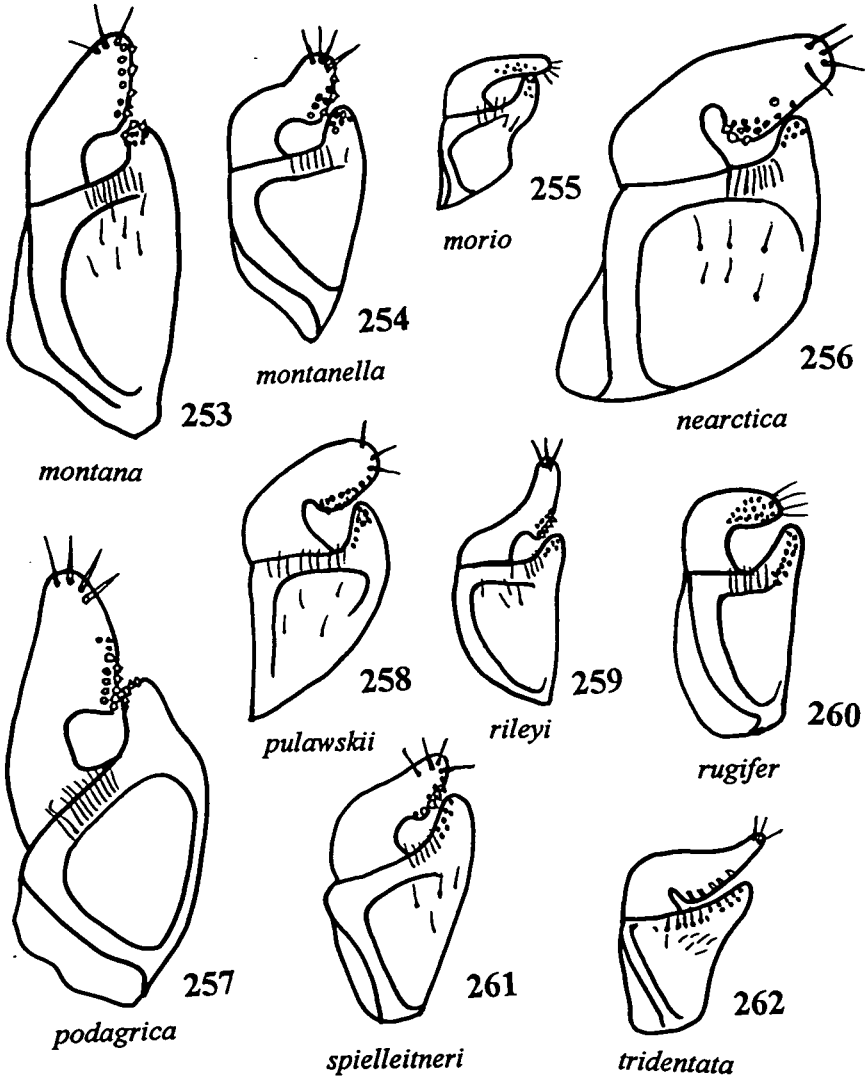 253
montana
254
montanella
255
morio
256
nearctica
257
podagrica
258
pulawskii
259
rileyi
260
rugifer
261
spielleitneri
262
tridentata